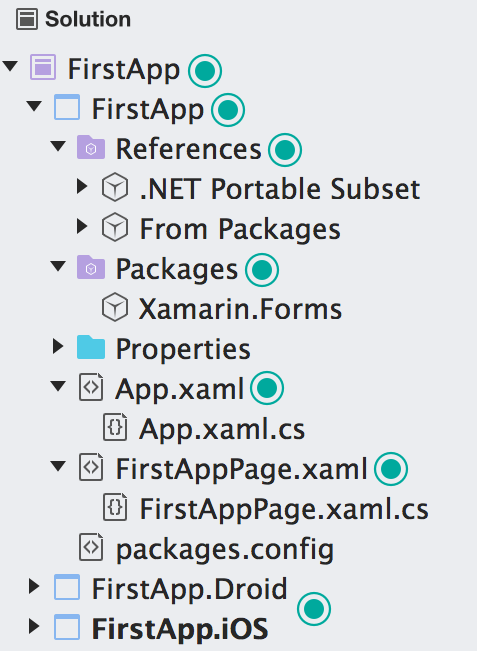 Solution
FirstApp
FirstApp
References
.NET Portable Subset
From Packages
Packages
Xamarin.Forms
Properties
App.xaml
App.xaml.cs
FirstAppPage.xaml
FirstAppPage.xaml.cs
packages.config
FirstApp.Droid
FirstApp.iOS